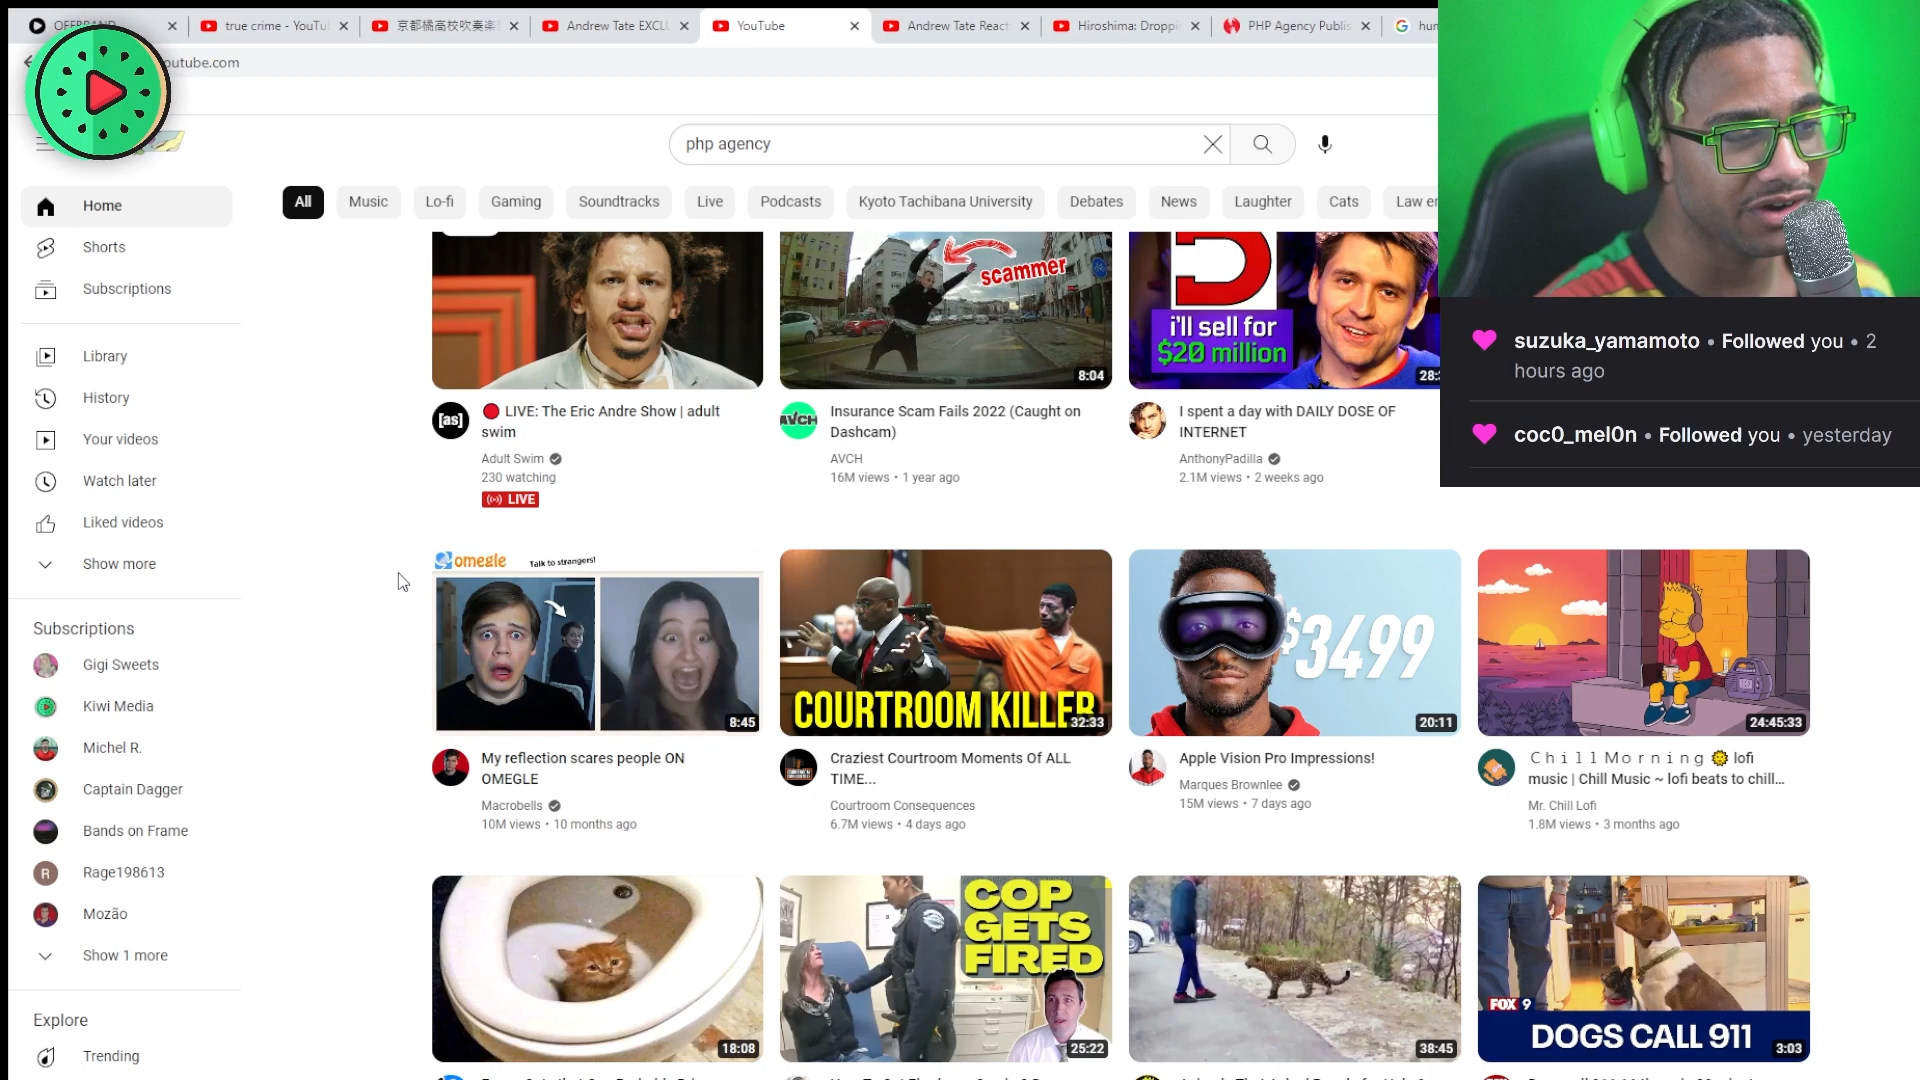 OFFBRAND
true crime - YouTu
京都橘高校吹奏楽
Andrew Tate EXCL
YouTube
Andrew Tate React
Hiroshima: Droppi
PHP Agency Publis
hun
outube.com
php agency
All
Music
Lo-fi
Gaming
Soundtracks
Live
Podcasts
Kyoto Tachibana University
Debates
News
Laughter
Cats
Law en
Home
Shorts
Subscriptions
Library
History
Your videos
Watch later
Liked videos
Show more
Subscriptions
Gigi Sweets
Kiwi Media
Michel R.
Captain Dagger
Bands on Frame
R
Rage198613
Mozão
Show 1 more
Explore
Trending
[as]
LIVE: The Eric Andre Show | adult
swim
Adult Swim
230 watching
LIVE
scammer
8:04
AVCH
Insurance Scam Fails 2022 (Caught on
Dashcam)
AVCH
16M views • 1 year ago
i'll sell for
$20 million
28:
I spent a day with DAILY DOSE OF
INTERNET
AnthonyPadilla
2.1M views • 2 weeks ago
suzuka_yamamoto • Followed you • 2
hours ago
coc0_mel0n • Followed you • yesterday
omegle
Talk to strangers!
8:45
My reflection scares people ON
OMEGLE
Macrobells
10M views • 10 months ago
COURTROOM KILLER
32:33
Craziest Courtroom Moments Of ALL
TIME...
Courtroom Consequences
6.7M views • 4 days ago
$3499
20:11
Apple Vision Pro Impressions!
Marques Brownlee
15M views • 7 days ago
24:45:33
Chill Morning 🌞 lofi
music | Chill Music ~ lofi beats to chill...
Mr. Chill Lofi
1.8M views • 3 months ago
18:08
COP
GETS
FIRED
25:22
38:45
FOX 9
DOGS CALL 911
3:03